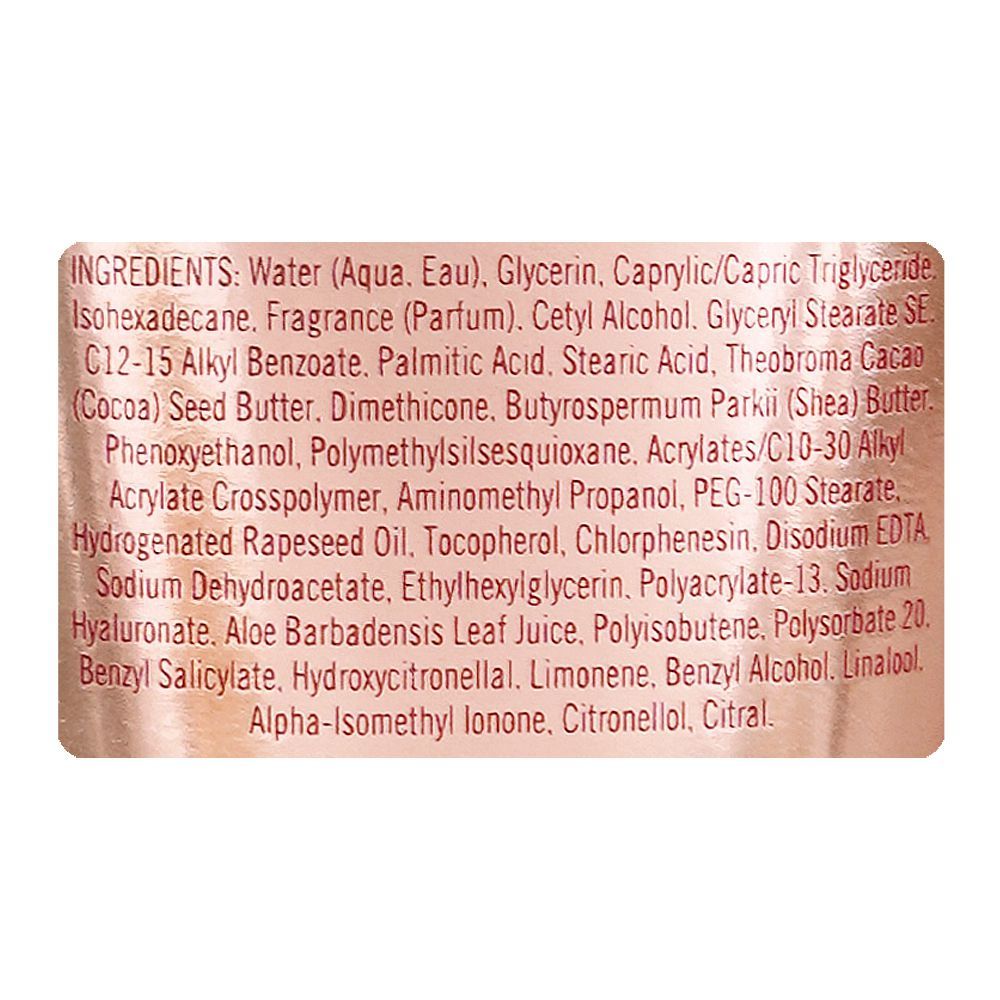 INGREDIENTS: Water (Aqua, Eau), Glycerin, Caprylic/Capric Triglyceride,
Isohexadecane, Fragrance (Parfum), Cetyl Alcohol, Glyceryl Stearate SE,
C12-15 Alkyl Benzoate, Palmitic Acid, Stearic Acid, Theobroma Cacao
(Cocoa) Seed Butter, Dimethicone, Butyrospermum Parkii (Shea) Butter,
Phenoxyethanol, Polymethylsilsesquioxane, Acrylates/C10-30 Alkyl
Acrylate Crosspolymer, Aminomethyl Propanol, PEG-100 Stearate,
Hydrogenated Rapeseed Oil, Tocopherol, Chlorphenesin, Disodium EDTA,
Sodium Dehydroacetate, Ethylhexylglycerin, Polyacrylate-13, Sodium
Hyaluronate, Aloe Barbadensis Leaf Juice, Polyisobutene, Polysorbate 20,
Benzyl Salicylate, Hydroxycitronellal, Limonene, Benzyl Alcohol, Linalool,
Alpha-Isomethyl Ionone, Citronellol, Citral.